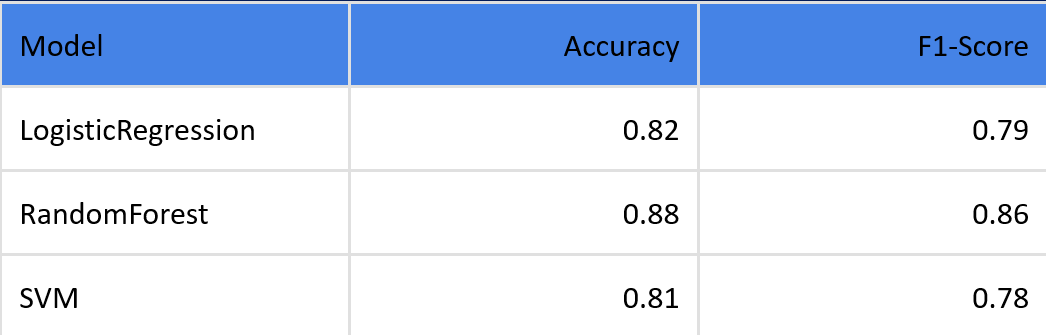 Model Accuracy F1-Score
LogisticRegression 0.82 0.79
RandomForest 0.88 0.86
SVM 0.81 0.78